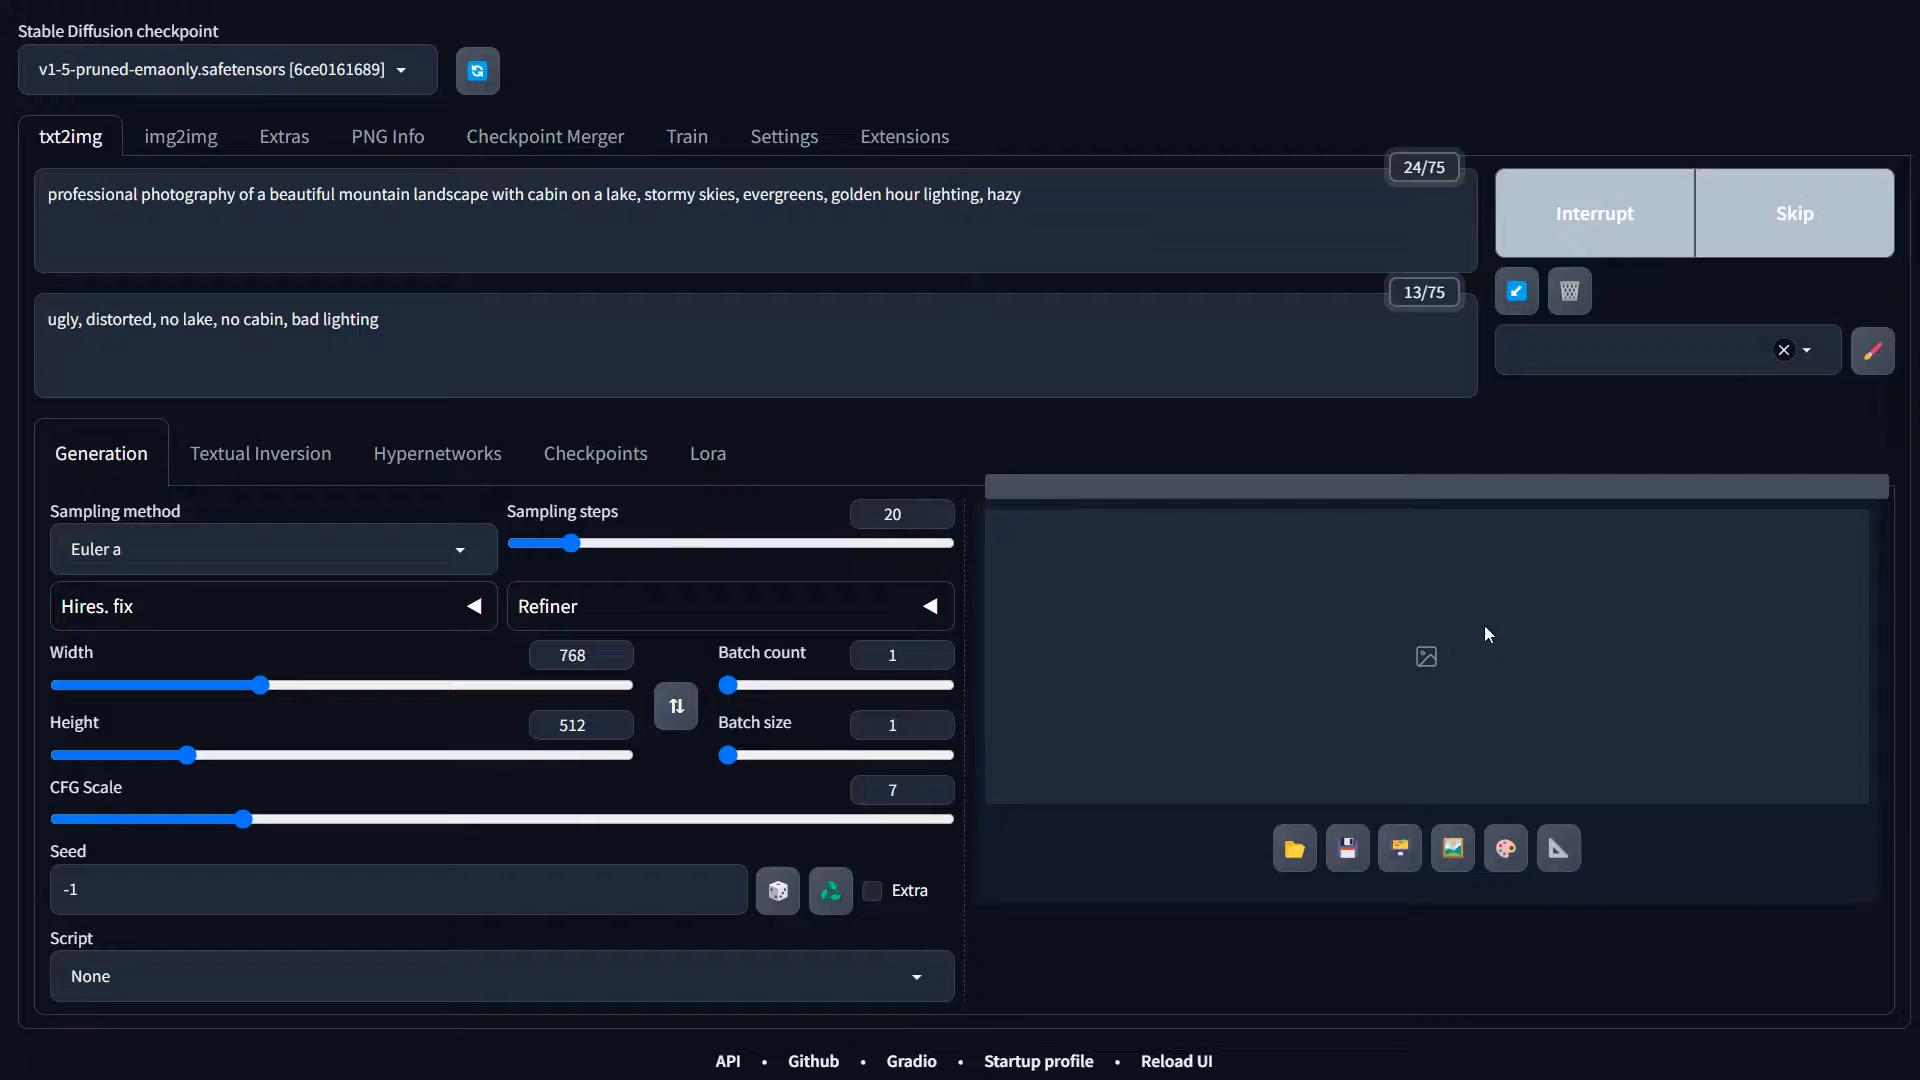 Stable Diffusion checkpoint
v1-5-pruned-emaonly.safetensors [6ce0161689]
txt2img img2img Extras PNG Info Checkpoint Merger Train Settings Extensions
24/75
professional photography of a beautiful mountain landscape with cabin on a lake, stormy skies, evergreens, golden hour lighting, hazy
Interrupt Skip
13/75
ugly, distorted, no lake, no cabin, bad lighting
Generation Textual Inversion Hypernetworks Checkpoints Lora
Sampling method
Euler a
Sampling steps 20
Hires. fix
Refiner
Width 768
Batch count 1
Height 512
Batch size 1
CFG Scale 7
Seed
-1
Extra
Script
None
API • Github • Gradio • Startup profile • Reload UI